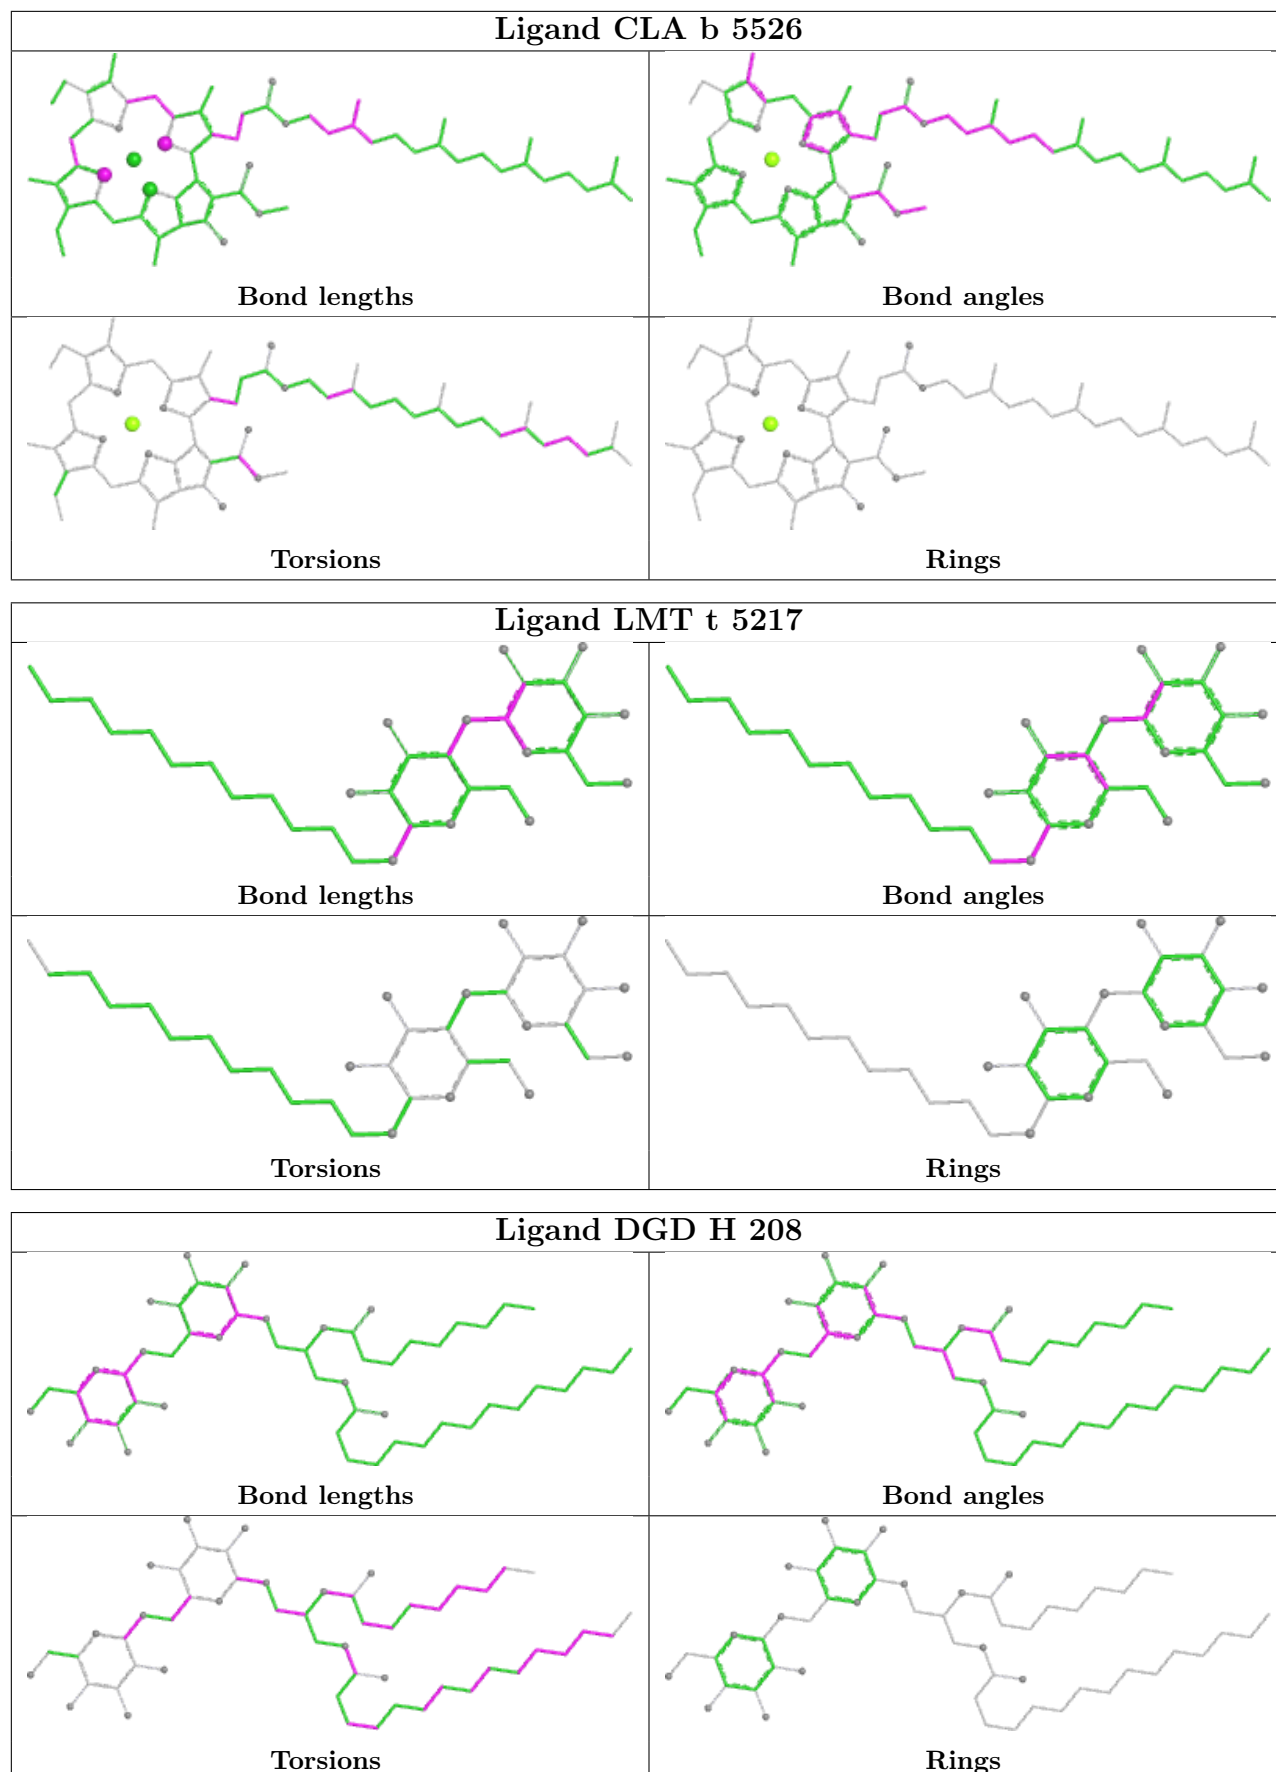 Ligand CLA b 5526
Bond lengths
Bond angles
Torsions
Rings
Ligand LMT t 5217
Bond lengths
Bond angles
Torsions
Rings
Ligand DGD H 208
Bond lengths
Bond angles
Torsions
Rings